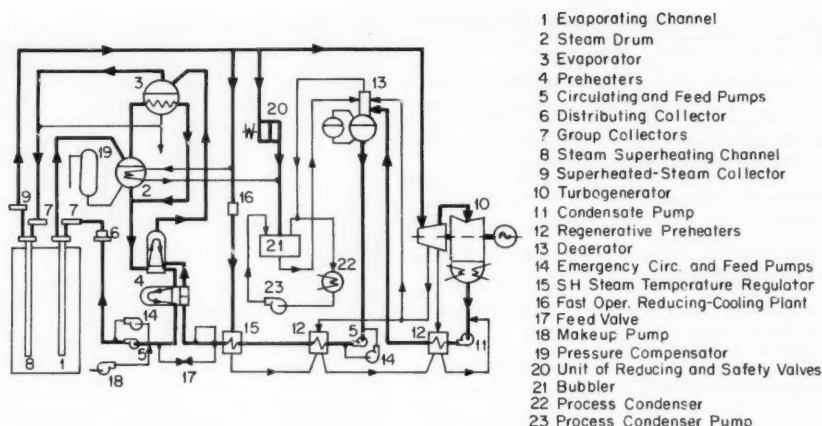 1 Evaporating Channel
2 Steam Drum
3 Evaporator
4 Preheaters
5 Circulating and Feed Pumps
6 Distributing Collector
7 Group Collectors
8 Steam Superheating Channel
9 Superheated-Steam Collector
10 Turbogenerator
11 Condensate Pump
12 Regenerative Preheaters
13 Deaerator
14 Emergency Circ. and Feed Pumps
15 SH Steam Temperature Regulator
16 Fast Oper. Reducing-Cooling Plant
17 Feed Valve
18 Makeup Pump
19 Pressure Compensator
20 Unit of Reducing and Safety Valves
21 Bubbler
22 Process Condenser
23 Process Condenser Pump
3
13
20
19
2
10
9
7
7
6
16
21
22
4
23
14
5
15
12
5
14
12
11
8
1
18
17